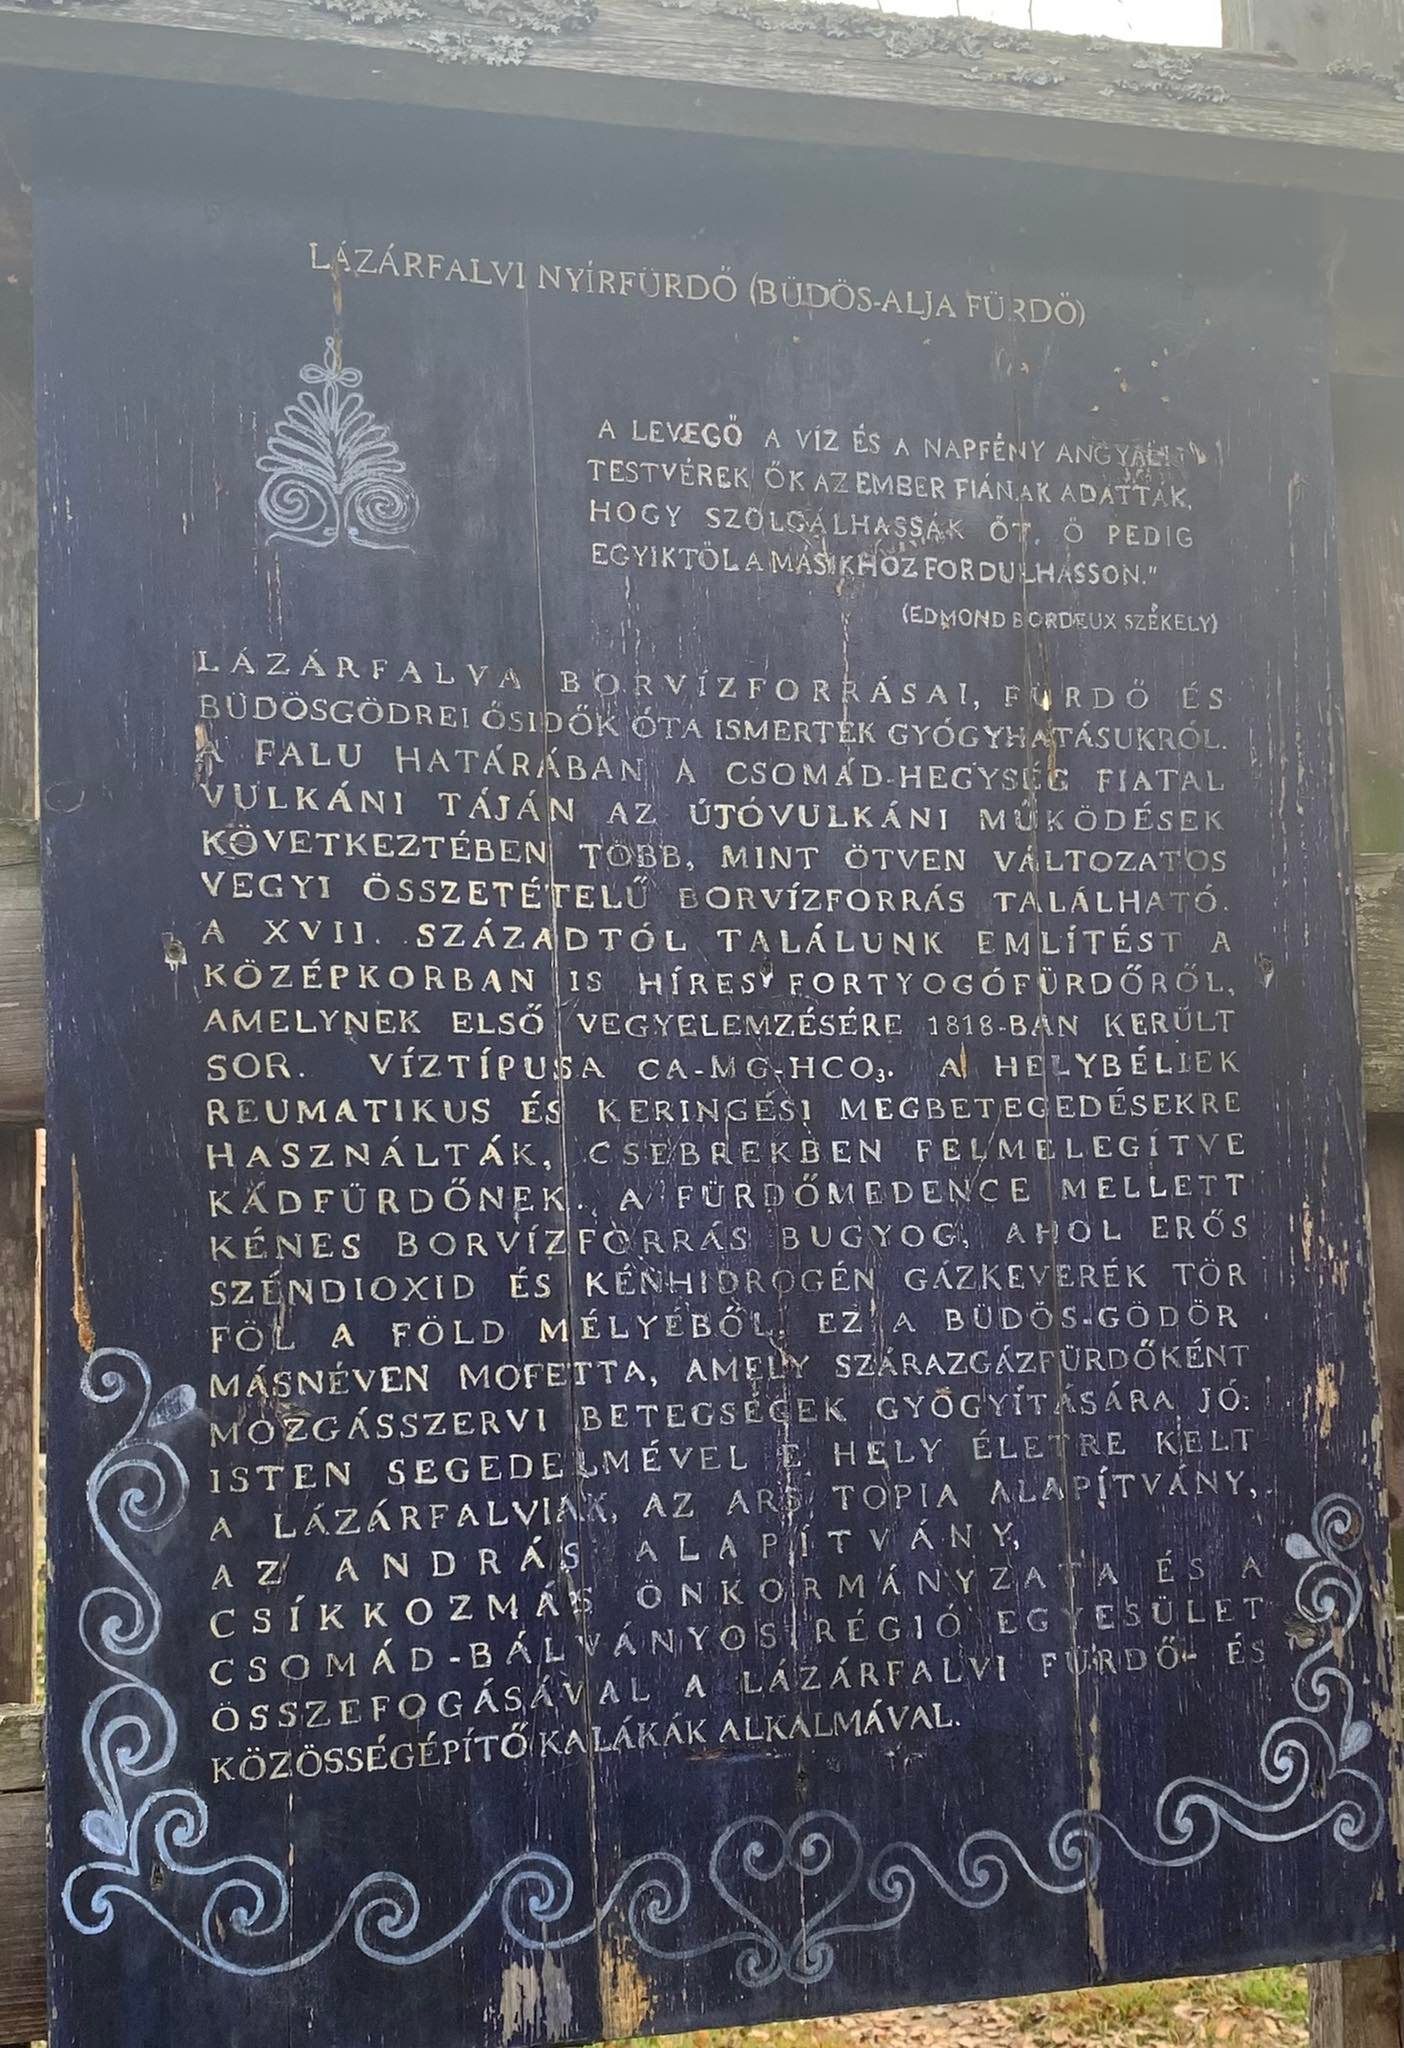 LÁZÁRFALVI NYÍRFÜRDŐ (BÜDÖS-ALJA FÜRDŐ)
A LEVEGŐ A VÍZ ÉS A NAPFÉNY ANGYALIT
TESTVÉREK ŐK AZ EMBER FIÁNAK ADATTAK,
HOGY SZOLGÁLHASSÁK ŐT, Ő PEDIG
EGYIKTŐL A MÁSIKHOZ FORDULHASSON."
(EDMOND BORDEUX SZÉKELY)
LÁZÁRFALVA BORVÍZFORRÁSAI, FÜRDŐ ÉS
BÜDÖSGÖDREI ŐSIDŐK ÓTA ISMERTEK GYÓGYHATÁSUKRÓL.
A FALU HATÁRÁBAN A CSOMÁD-HEGYSÉG FIATAL
VULKÁNI TÁJÁN AZ ÚTÓVULKÁNI MŰKÖDÉSEK
KÖVETKEZTÉBEN TÖBB, MINT ÖTVEN VÁLTOZATOS
VEGYI ÖSSZETÉTELŰ BORVÍZFORRÁS TALÁLHATÓ.
A XVII. SZÁZADTÓL TALÁLUNK EMLÍTÉST A
KÖZÉPKORBAN IS HÍRES FORTYOGÓFÜRDŐRŐL,
AMELYNEK ELSŐ VEGYELEMZÉSÉRE 1818-BAN KERÜLT
SOR. VÍZTÍPUSA CA-MG-HCO₃. A HELYBÉLIEK
REUMATIKUS ÉS KERINGÉSI MEGBETEGEDÉSEKRE
HASZNÁLTÁK, CSEBREKBEN FELMELEGÍTVE
KÁDFÜRDŐNEK. A FÜRDŐMEDENCE MELLETT
KÉNES BORVÍZFORRÁS BUGYOG, AHOL ERŐS
SZÉNDIOXID ÉS KÉNHIDROGÉN GÁZKEVERÉK TÖR
FÖL A FÖLD MÉLYÉBŐL. EZ A BÜDÖS-GÖDÖR
MÁSNÉVEN MOFETTA, AMELY SZÁRAZGÁZFÜRDŐKÉNT
MOZGÁSSZERVI BETEGSÉGEK GYÓGYÍTÁSÁRA JÓ.
ISTEN SEGEDELMÉVEL E HELY ÉLETRE KELT
A LÁZÁRFALVIAK, AZ ARS TOPIA ALAPÍTVÁNY,
AZ ANDRÁS ALAPÍTVÁNY,
CSÍKKOZMÁS ÖNKORMÁNYZATA ÉS A
CSOMÁD-BÁLVÁNYOS RÉGIÓ EGYESÜLET
ÖSSZEFOGÁSÁVAL A LÁZÁRFALVI FÜRDŐ- ÉS
KÖZÖSSÉGÉPÍTŐ KALÁKÁK ALKALMÁVAL.